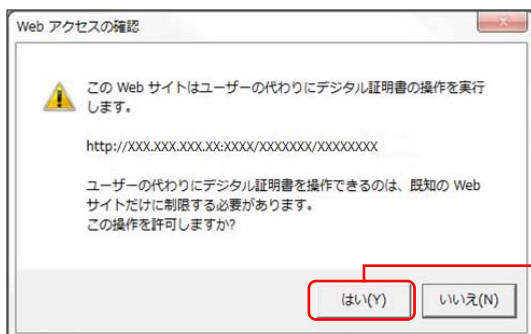 Web アクセスの確認
この Web サイトはユーザーの代わりにデジタル証明書の操作を実行
します。
http://XXX.XXX.XXX.XX:XXXX/XXXXXXX/XXXXXXXX
ユーザーの代わりにデジタル証明書を操作できるのは、既知の Web
サイトだけに制限する必要があります。
この操作を許可しますか?
はい(Y)
いいえ(N)